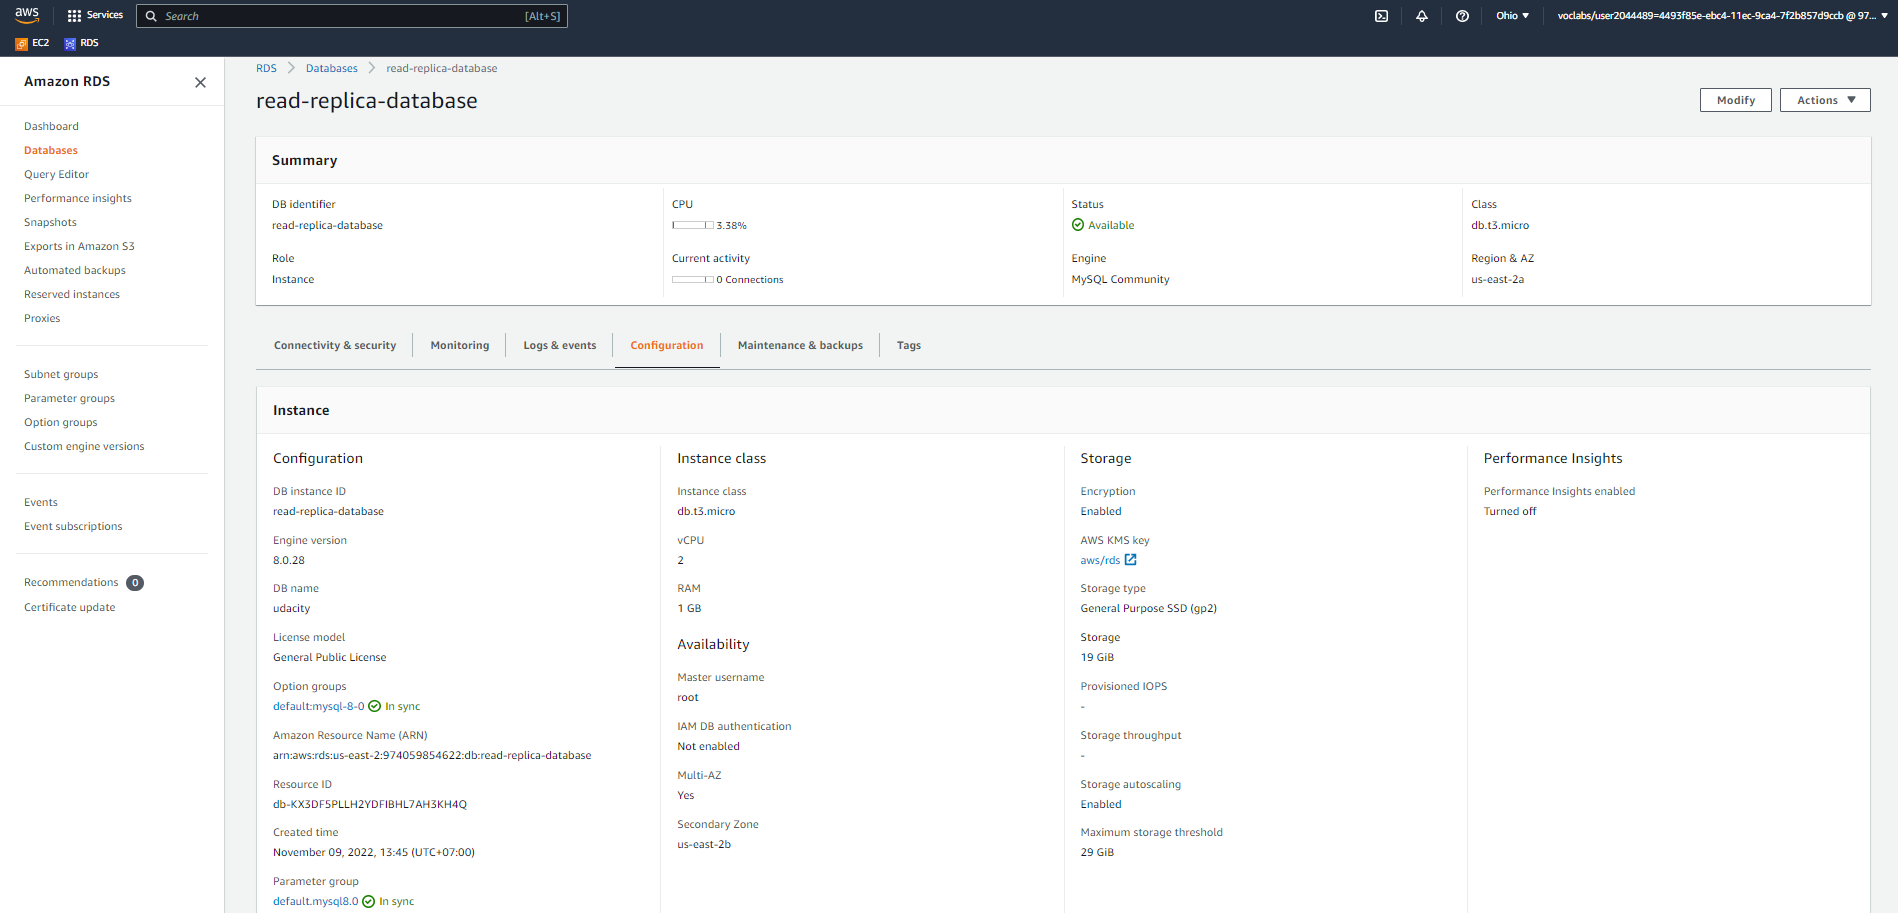 aws
Services
Search
[Alt+S]
Ohio ▼
voclabs/user2044489=4493f85e-ebc4-11ec-9ca4-7f2b857d9ccb @ 97... ▼
EC2
RDS
Amazon RDS
Dashboard
Databases
Query Editor
Performance insights
Snapshots
Exports in Amazon S3
Automated backups
Reserved instances
Proxies
Subnet groups
Parameter groups
Option groups
Custom engine versions
Events
Event subscriptions
Recommendations 0
Certificate update
RDS > Databases > read-replica-database
read-replica-database
Modify
Actions ▼
Summary
DB identifier
read-replica-database
Role
Instance
CPU
3.38%
Current activity
0 Connections
Status
Available
Engine
MySQL Community
Class
db.t3.micro
Region & AZ
us-east-2a
Connectivity & security
Monitoring
Logs & events
Configuration
Maintenance & backups
Tags
Instance
Configuration
DB instance ID
read-replica-database
Engine version
8.0.28
DB name
udacity
License model
General Public License
Option groups
default:mysql-8-0 In sync
Amazon Resource Name (ARN)
arn:aws:rds:us-east-2:974059854622:db:read-replica-database
Resource ID
db-KX3DF5PLLH2YDFIBHL7AH3KH4Q
Created time
November 09, 2022, 13:45 (UTC+07:00)
Parameter group
default.mysql8.0 In sync
Instance class
Instance class
db.t3.micro
vCPU
2
RAM
1 GB
Availability
Master username
root
IAM DB authentication
Not enabled
Multi-AZ
Yes
Secondary Zone
us-east-2b
Storage
Encryption
Enabled
AWS KMS key
aws/rds
Storage type
General Purpose SSD (gp2)
Storage
19 GiB
Provisioned IOPS
-
Storage throughput
-
Storage autoscaling
Enabled
Maximum storage threshold
29 GiB
Performance Insights
Performance Insights enabled
Turned off